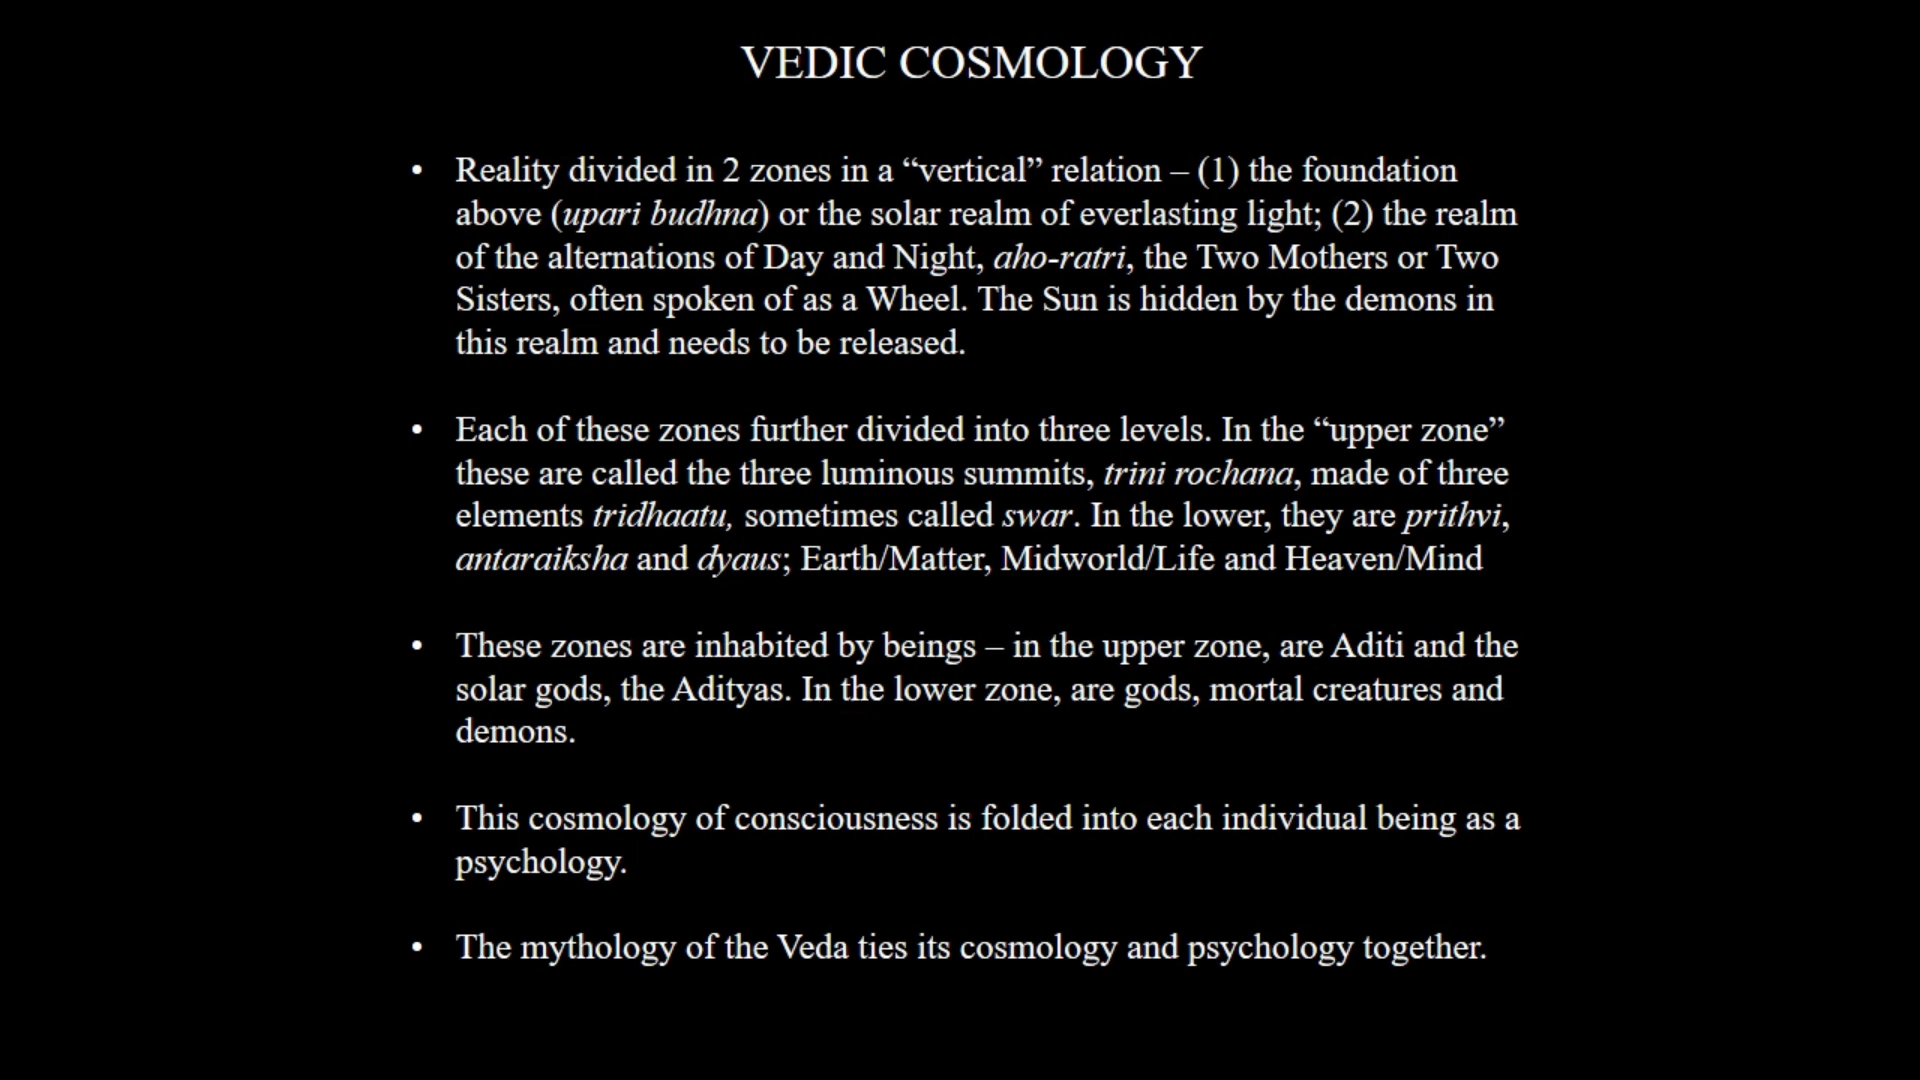 VEDIC COSMOLOGY
• Reality divided in 2 zones in a “vertical” relation – (1) the foundation
above (upari budhna) or the solar realm of everlasting light; (2) the realm
of the alternations of Day and Night, aho-ratri, the Two Mothers or Two
Sisters, often spoken of as a Wheel. The Sun is hidden by the demons in
this realm and needs to be released.
• Each of these zones further divided into three levels. In the “upper zone”
these are called the three luminous summits, trini rochana, made of three
elements tridhaatu, sometimes called swar. In the lower, they are prithvi,
antaraiksha and dyaus; Earth/Matter, Midworld/Life and Heaven/Mind
• These zones are inhabited by beings – in the upper zone, are Aditi and the
solar gods, the Adityas. In the lower zone, are gods, mortal creatures and
demons.
• This cosmology of consciousness is folded into each individual being as a
psychology.
• The mythology of the Veda ties its cosmology and psychology together.